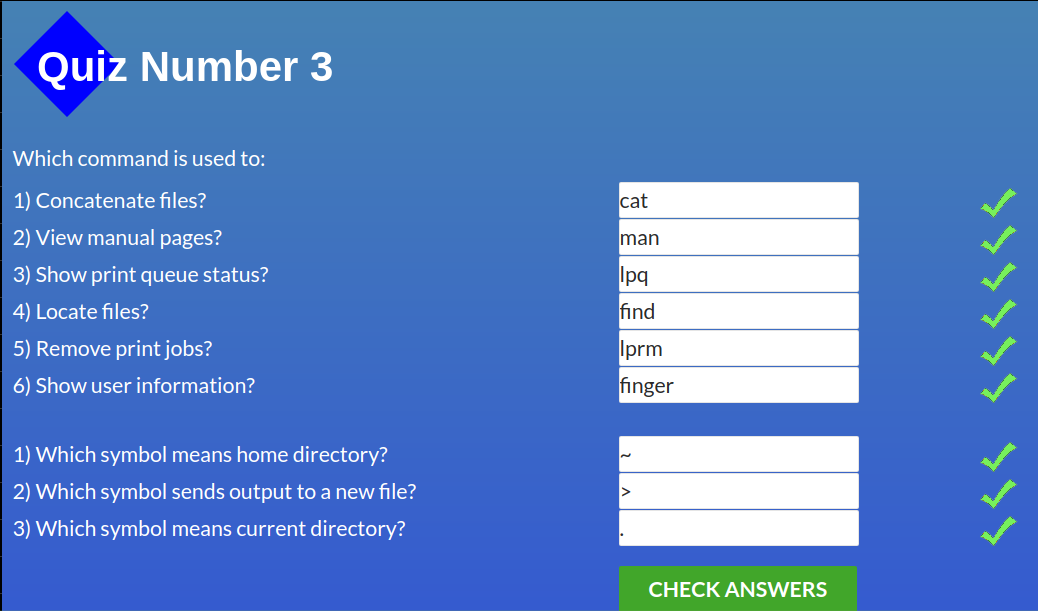 Quiz Number 3
Which command is used to:
1) Concatenate files? cat
2) View manual pages? man
3) Show print queue status? lpq
4) Locate files? find
5) Remove print jobs? lprm
6) Show user information? finger
1) Which symbol means home directory? ~
2) Which symbol sends output to a new file? >
3) Which symbol means current directory? .
CHECK ANSWERS